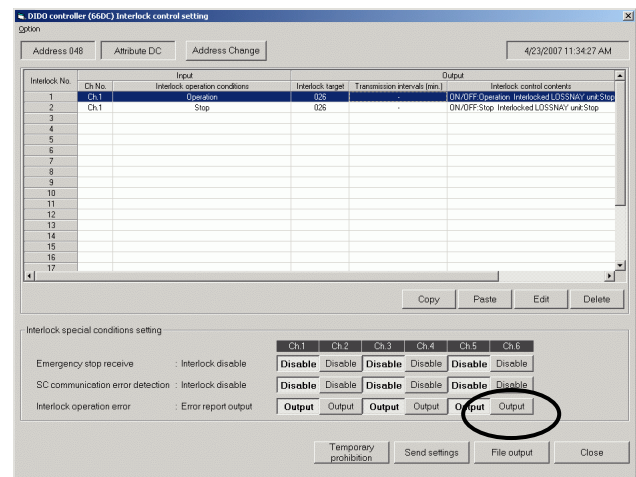 DIDO controller (66DC) Interlock control setting
Option
Address 048 Attribute DC Address Change 4/23/2007 11:34:27 AM
Interlock No. Input Output
Ch No. Interlock operation conditions Interlock target Transmission intervals (min.) Interlock control contents
1 Ch.1 Operation 026 - ON/OFF:Operation Interlocked LOSSNAY unit:Stop
2 Ch.1 Stop 026 - ON/OFF:Stop Interlocked LOSSNAY unit:Stop
3
4
5
6
7
8
9
10
11
12
13
14
15
16
17
Copy Paste Edit Delete
Interlock special conditions setting
Ch.1 Ch.2 Ch.3 Ch.4 Ch.5 Ch.6
Emergency stop receive : Interlock disable Disable Disable Disable Disable Disable Disable
SC communication error detection : Interlock disable Disable Disable Disable Disable Disable Disable
Interlock operation error : Error report output Output Output Output Output Output Output
Temporary prohibition Send settings File output Close